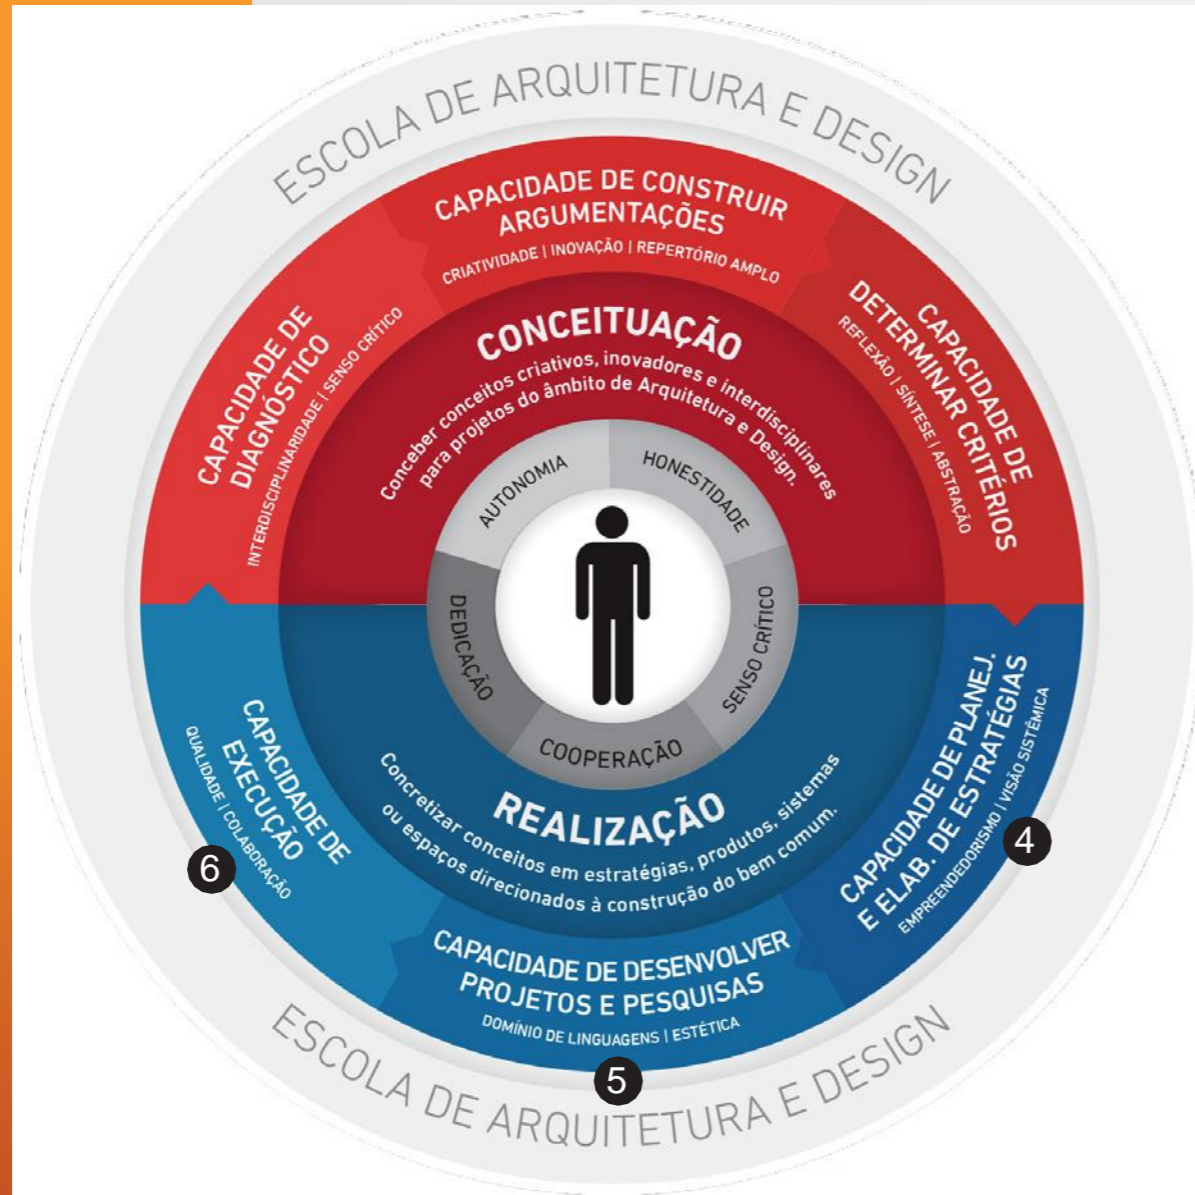 ESCOLA DE ARQUITETURA E DESIGN
CAPACIDADE DE CONSTRUIR
ARGUMENTAÇÕES
CRIATIVIDADE | INOVAÇÃO | REPERTÓRIO AMPLO
CAPACIDADE DE
DIAGNÓSTICO
INTERDISCIPLINARIDADE | SENSO CRÍTICO
CAPACIDADE DE
DETERMINAR CRITÉRIOS
REFLEXÃO | SÍNTESE | ABSTRAÇÃO
CONCEITUAÇÃO
Conceber conceitos criativos, inovadores e interdisciplinares
para projetos do âmbito de Arquitetura e Design.
AUTONOMIA
HONESTIDADE
DEDICAÇÃO
SENSO CRÍTICO
COOPERAÇÃO
REALIZAÇÃO
Concretizar conceitos em estratégias, produtos, sistemas
ou espaços direcionados à construção do bem comum.
CAPACIDADE DE PLANEJ.
E ELAB. DE ESTRATÉGIAS
EMPREENDEDORISMO | VISÃO SISTÊMICA
4
CAPACIDADE DE
EXECUÇÃO
QUALIDADE | COLABORAÇÃO
6
CAPACIDADE DE DESENVOLVER
PROJETOS E PESQUISAS
DOMÍNIO DE LINGUAGENS | ESTÉTICA
5
ESCOLA DE ARQUITETURA E DESIGN